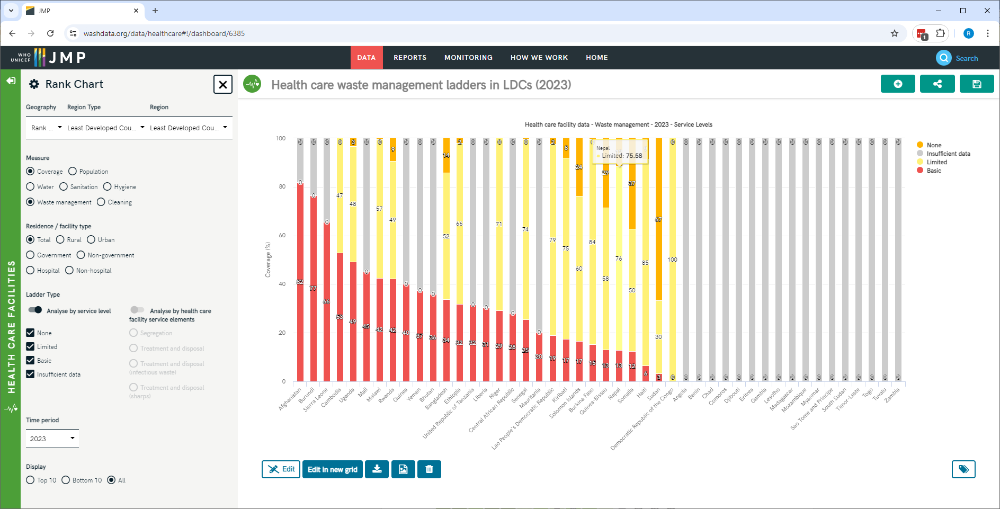 JMP
washdata.org/data/healthcare#!/dashboard/6385
1
R
WHO
UNICEF
JMP
DATA
REPORTS
MONITORING
HOW WE WORK
HOME
Search
HEALTH CARE FACILITIES
Rank Chart
Geography Region Type Region
Rank ... Least Developed Cou... Least Developed Cou...
Measure
Coverage Population
Water Sanitation Hygiene
Waste management Cleaning
Residence / facility type
Total Rural Urban
Government Non-government
Hospital Non-hospital
Ladder Type
Analyse by service level
Analyse by health care
facility service elements
None
Limited
Basic
Insufficient data
Segregation
Treatment and disposal
Treatment and disposal
(infectious waste)
Treatment and disposal
(sharps)
Time period
2023
Display
Top 10 Bottom 10 All
Health care waste management ladders in LDCs (2023)
Health care facility data - Waste management - 2023 - Service Levels
Coverage (%)
100
80
60
40
20
0
0 0 0 0 3 0 0 9 0 0 0 14 2 0 0 0 0 0 0 2 8 24 29 37 67 0 0 0 0 0 0 0 0 0 0 0 0 0 0 0 0 0 0
0 0 0 47 48 0 57 49 0 0 0 52 66 0 0 71 0 74 0 79 75 60 84 58 76 50 85 30 100
82 77 66 53 49 45 42 42 40 37 36 34 32 32 31 29 28 25 20 19 17 17 15 13 13 12 6 3 0 0 0 0 0 0 0 0 0 0 0 0 0 0 0 0 0 0
Nepal
Limited: 75.58
None
Insufficient data
Limited
Basic
Afghanistan
Burundi
Sierra Leone
Cambodia
Uganda
Mali
Malawi
Rwanda
Guinea
Yemen
Bhutan
Bangladesh
Ethiopia
United Republic of Tanzania
Liberia
Niger
Central African Republic
Senegal
Mauritania
Lao People's Democratic Republic
Kiribati
Solomon Islands
Burkina Faso
Guinea-Bissau
Nepal
Somalia
Haiti
Sudan
Democratic Republic of the Congo
Angola
Benin
Chad
Comoros
Djibouti
Eritrea
Gambia
Lesotho
Madagascar
Mozambique
Myanmar
Sao Tome and Principe
South Sudan
Timor-Leste
Togo
Tuvalu
Zambia
Edit
Edit in new grid